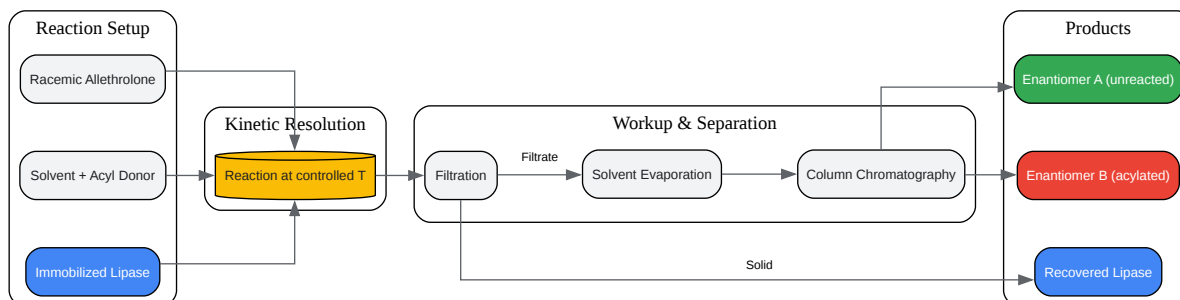 Reaction Setup
Racemic Allethrolone
Solvent + Acyl Donor
Immobilized Lipase
Kinetic Resolution
Reaction at controlled T
Workup & Separation
Filtration
Filtrate
Solvent Evaporation
Column Chromatography
Solid
Products
Enantiomer A (unreacted)
Enantiomer B (acylated)
Recovered Lipase